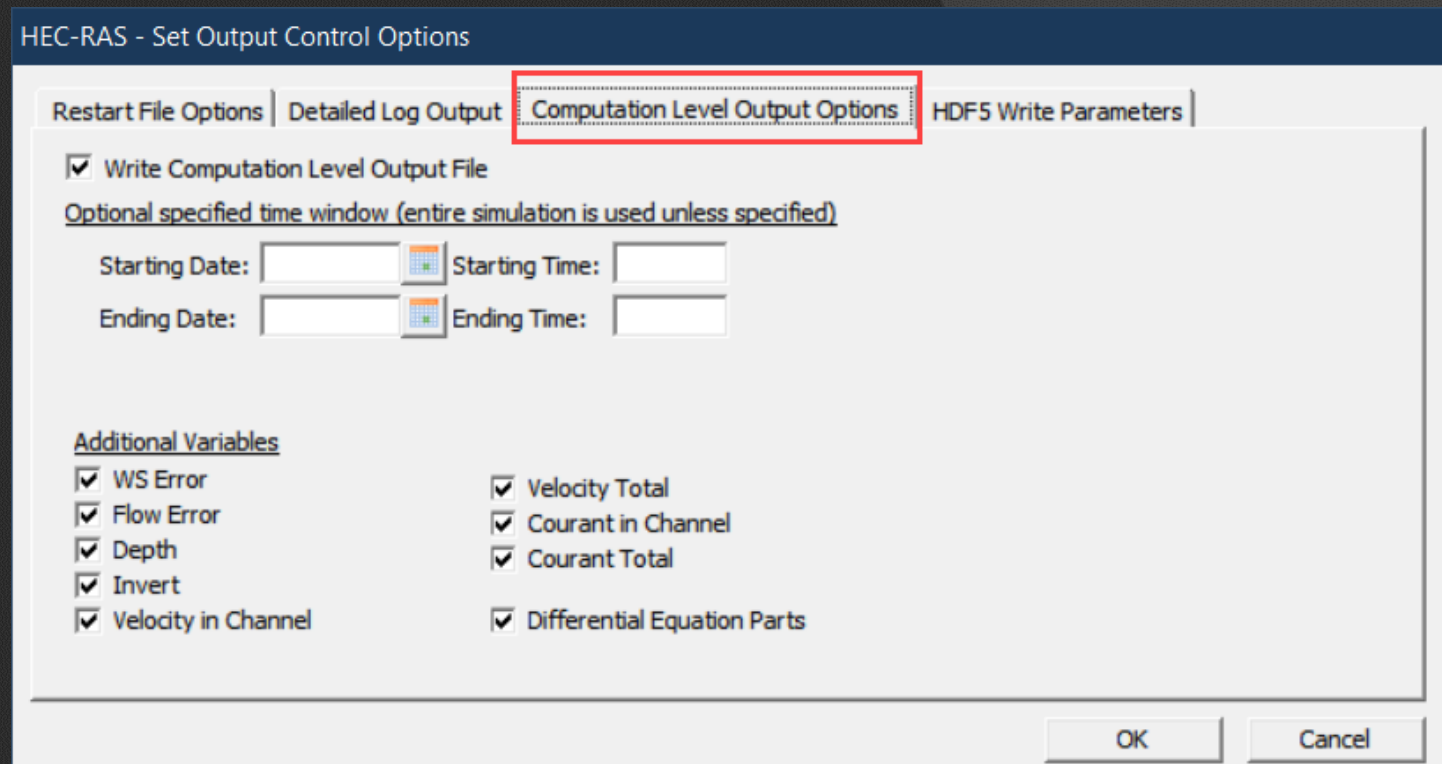 HEC-RAS - Set Output Control Options
Restart File Options Detailed Log Output Computation Level Output Options HDF5 Write Parameters
Write Computation Level Output File
Optional specified time window (entire simulation is used unless specified)
Starting Date: Starting Time:
Ending Date: Ending Time:
Additional Variables
WS Error
Flow Error
Depth
Invert
Velocity in Channel
Velocity Total
Courant in Channel
Courant Total
Differential Equation Parts
OK Cancel